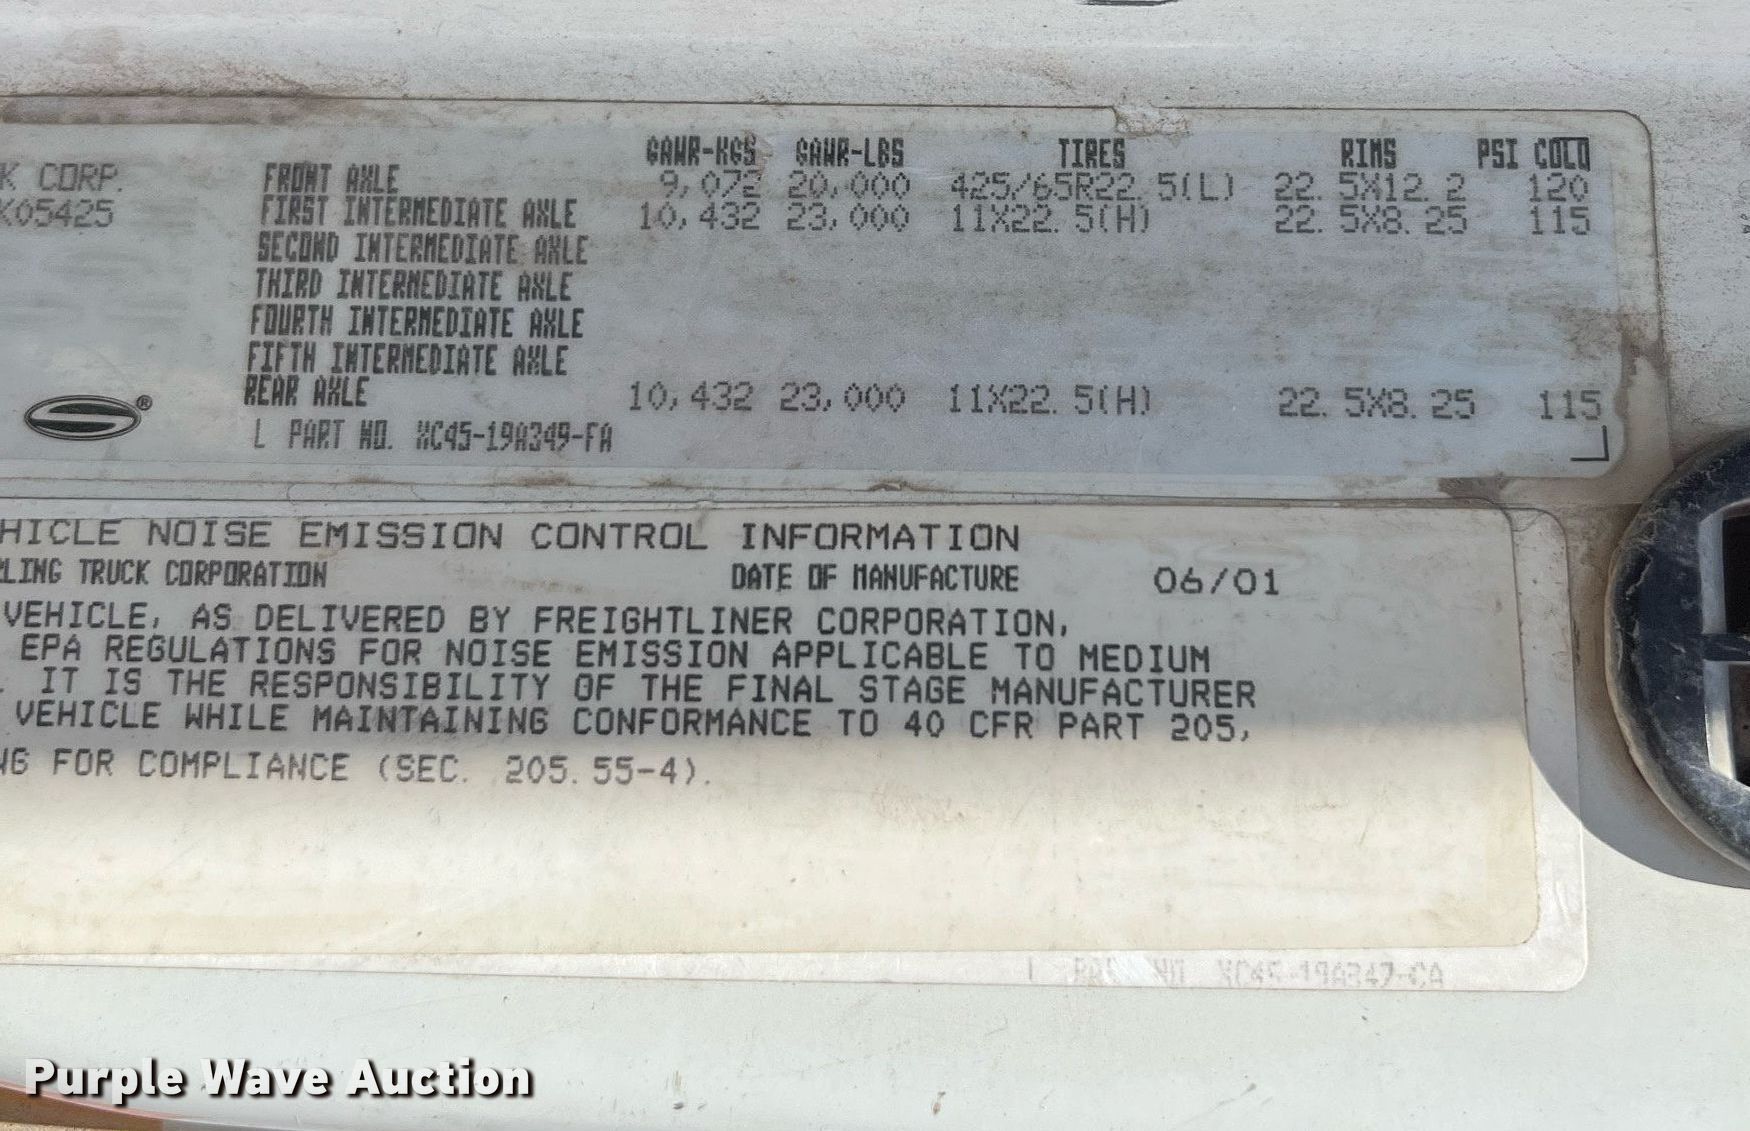 GAWR-KGS GAWR-LBS TIRES RIMS PSI COLD
K CORP. FRONT AXLE 9,072 20,000 425/65R22.5(L) 22.5X12.2 120
K05425 FIRST INTERMEDIATE AXLE 10,432 23,000 11X22.5(H) 22.5X8.25 115
SECOND INTERMEDIATE AXLE
THIRD INTERMEDIATE AXLE
FOURTH INTERMEDIATE AXLE
FIFTH INTERMEDIATE AXLE
REAR AXLE 10,432 23,000 11X22.5(H) 22.5X8.25 115
®
L PART NO. XC45-19A349-FA
HICLE NOISE EMISSION CONTROL INFORMATION
LING TRUCK CORPORATION DATE OF MANUFACTURE 06/01
VEHICLE, AS DELIVERED BY FREIGHTLINER CORPORATION,
EPA REGULATIONS FOR NOISE EMISSION APPLICABLE TO MEDIUM
. IT IS THE RESPONSIBILITY OF THE FINAL STAGE MANUFACTURER
VEHICLE WHILE MAINTAINING CONFORMANCE TO 40 CFR PART 205,
NG FOR COMPLIANCE (SEC. 205.55-4).
L PART NO. XC45-19A347-CA
Purple Wave Auction